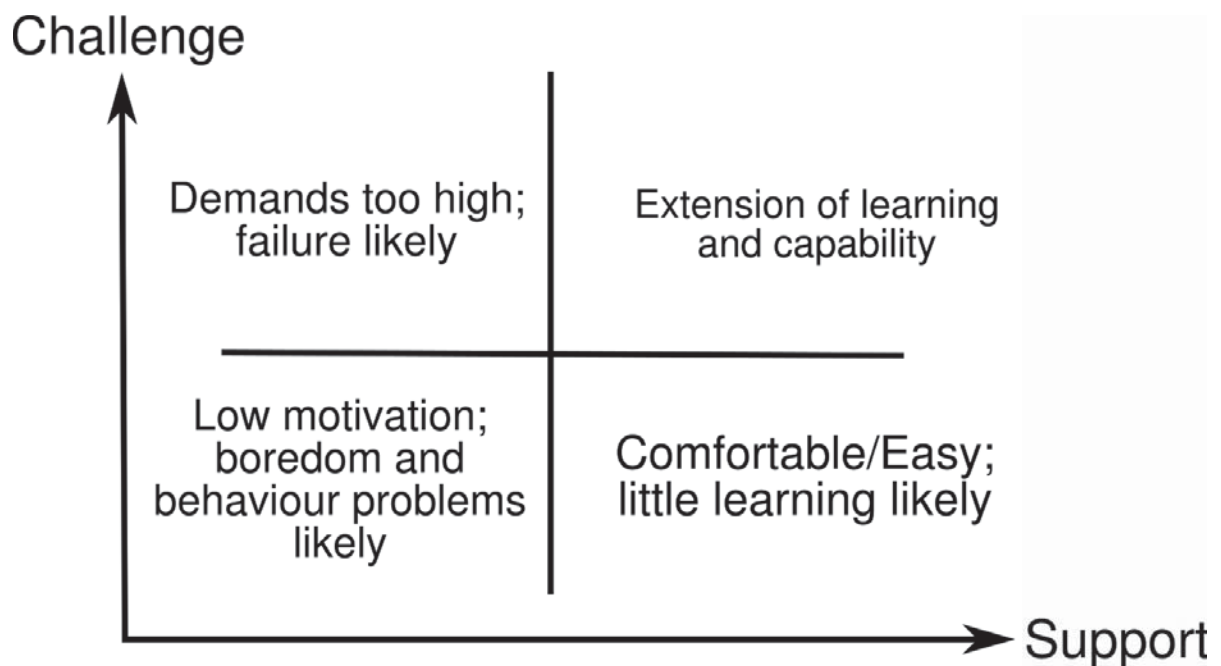 Challenge
Demands too high;
failure likely
Extension of learning
and capability
Low motivation;
boredom and
behaviour problems
likely
Comfortable/Easy;
little learning likely
Support